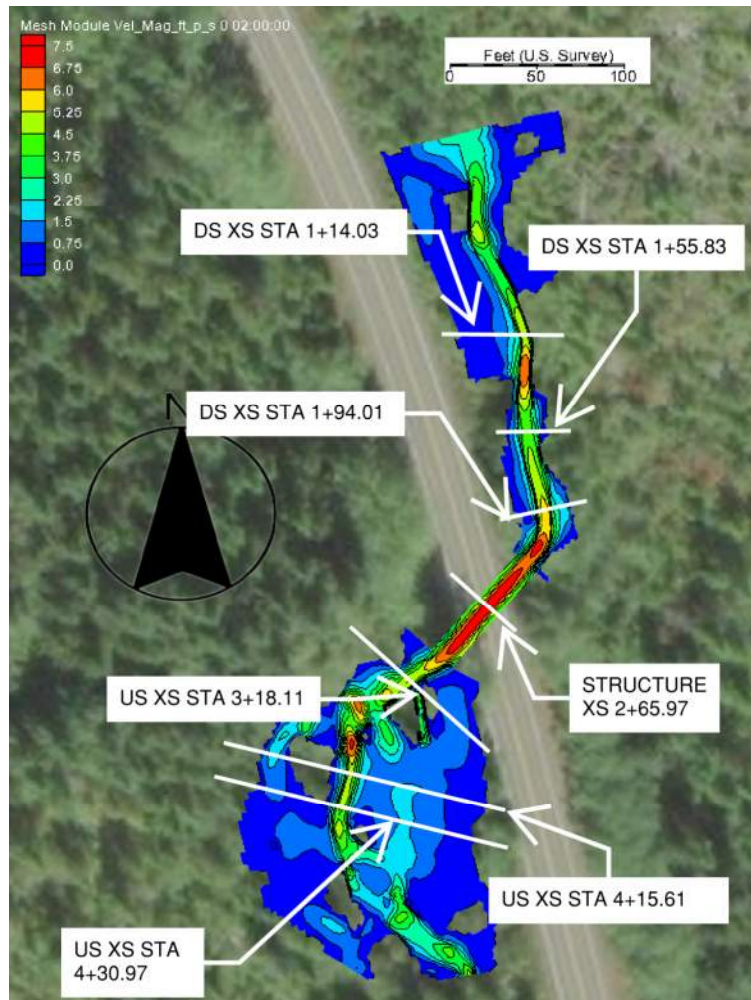 Mesh Module Vel_Mag_ft_p_s 0 02:00:00
7.5
6.75
6.0
5.25
4.5
3.75
3.0
2.25
1.5
0.75
0.0
Feet (U.S. Survey)
0 50 100
DS XS STA 1+14.03
DS XS STA 1+55.83
N
DS XS STA 1+94.01
US XS STA 3+18.11
STRUCTURE
XS 2+65.97
US XS STA 4+15.61
US XS STA
4+30.97